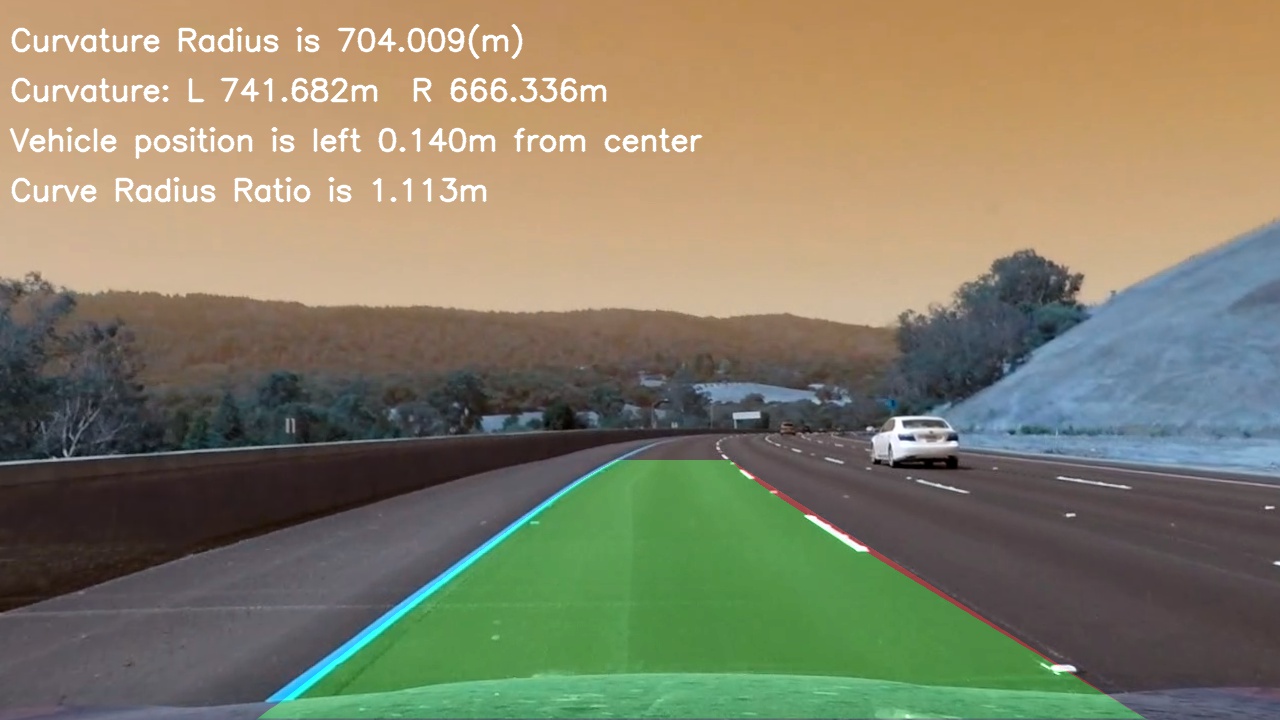 Curvature Radius is 704.009(m)
Curvature: L 741.682m R 666.336m
Vehicle position is left 0.140m from center
Curve Radius Ratio is 1.113m